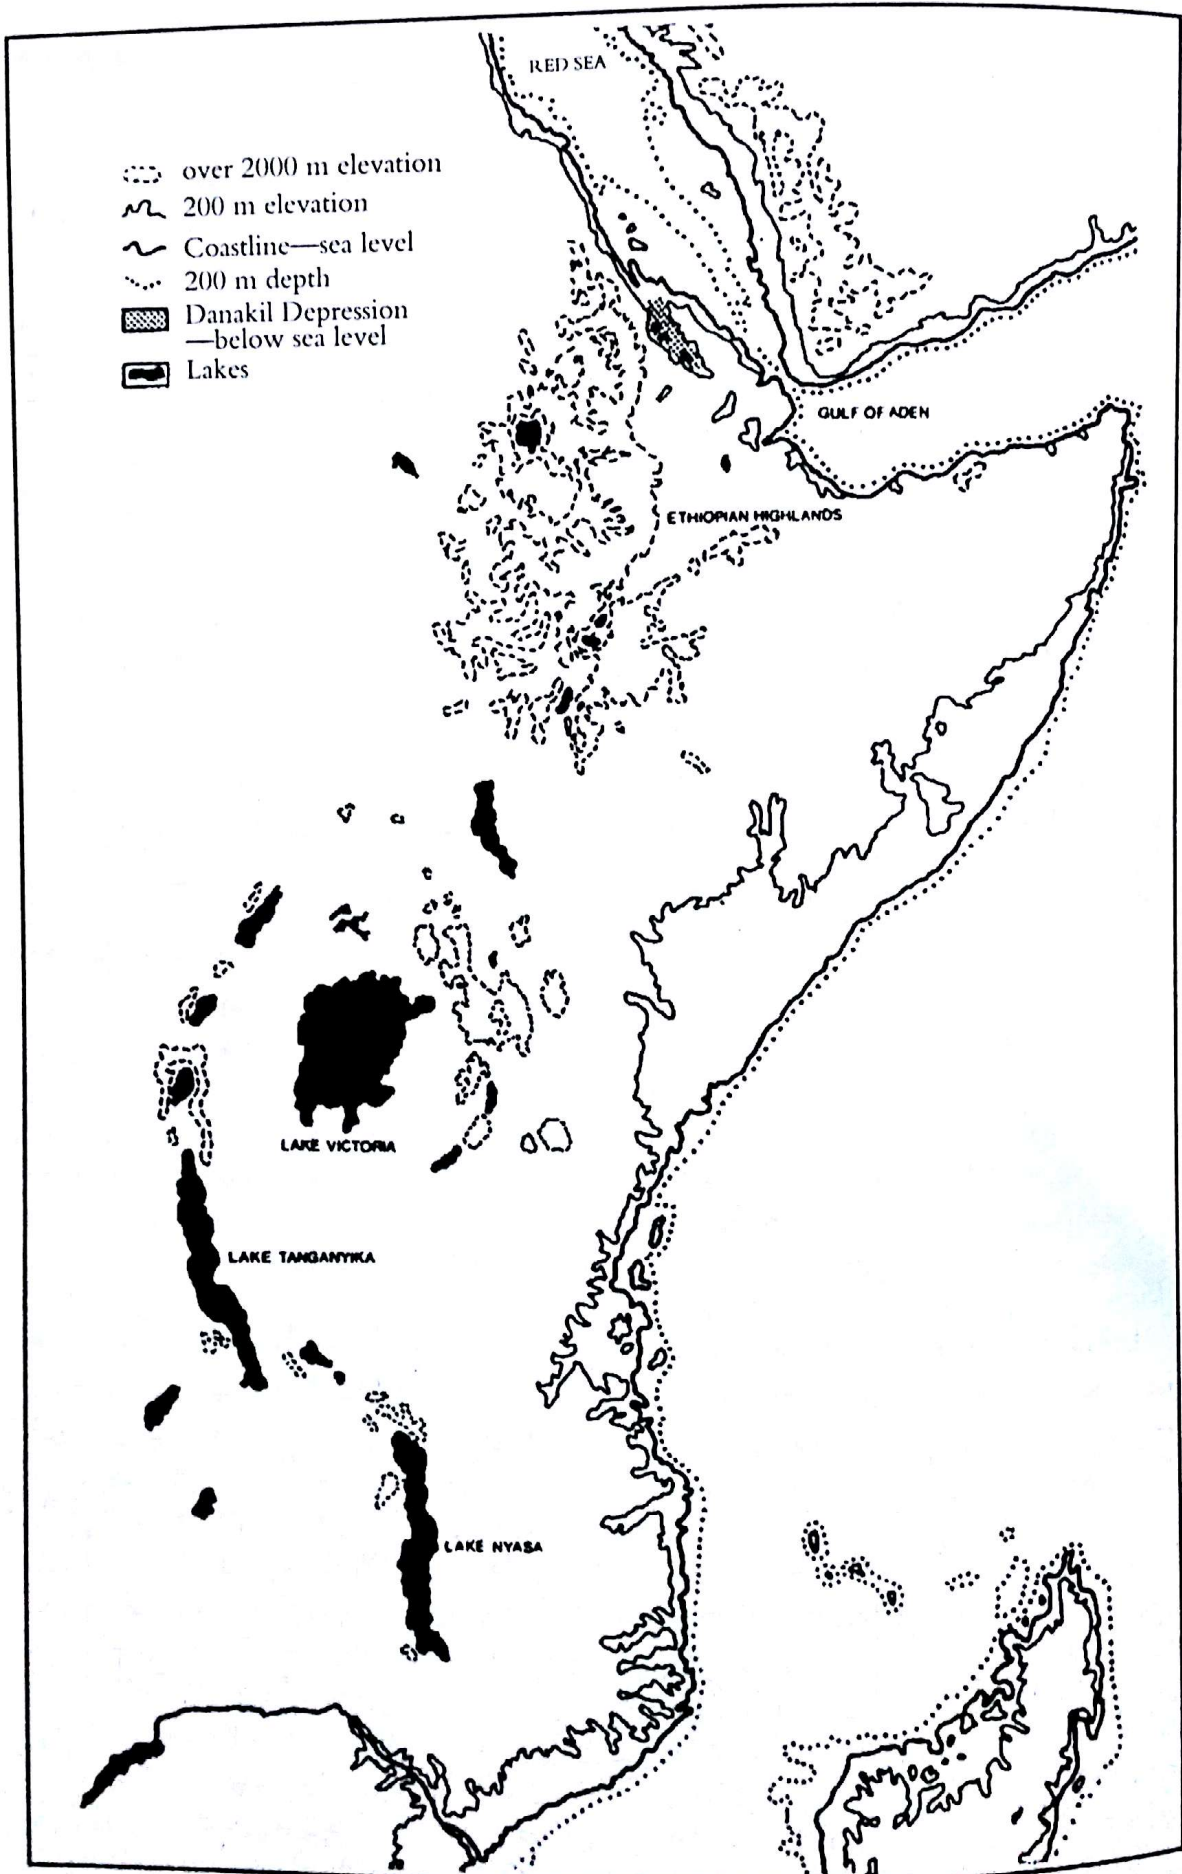 RED SEA
over 2000 m elevation
200 m elevation
Coastline—sea level
200 m depth
Danakil Depression
—below sea level
Lakes
GULF OF ADEN
ETHIOPIAN HIGHLANDS
LAKE VICTORIA
LAKE TANGANYIKA
LAKE NYASA